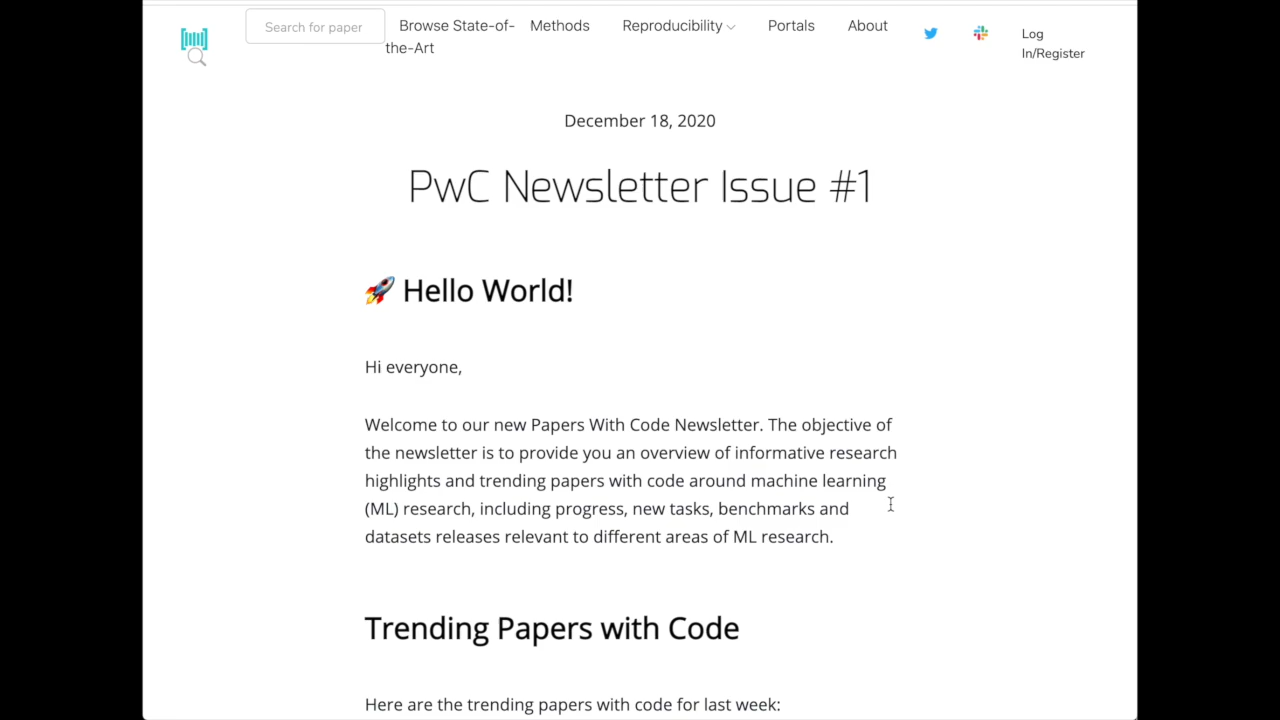 Search for paper
Browse State-of-the-Art
Methods
Reproducibility
Portals
About
Log
In/Register
December 18, 2020
PwC Newsletter Issue #1
🚀 Hello World!
Hi everyone,
Welcome to our new Papers With Code Newsletter. The objective of
the newsletter is to provide you an overview of informative research
highlights and trending papers with code around machine learning
(ML) research, including progress, new tasks, benchmarks and
datasets releases relevant to different areas of ML research.
Trending Papers with Code
Here are the trending papers with code for last week: